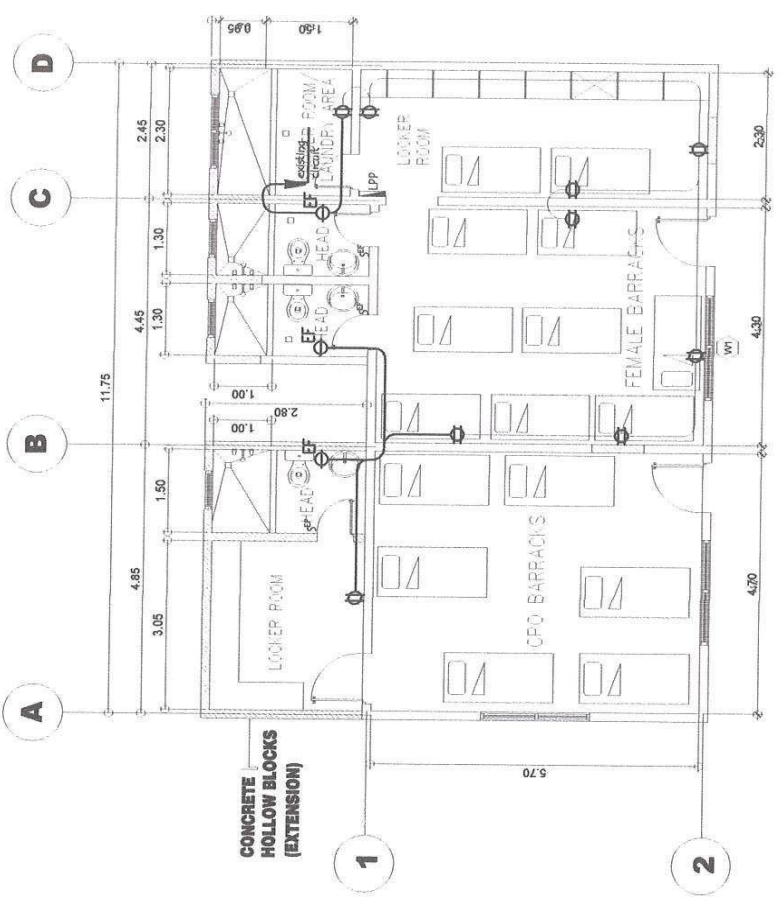 A
B
C
D
11.75
4.85
4.45
2.45
3.05
1.50
1.30
1.30
2.30
0.95
1.50
1.00
2.80
1.00
CONCRETE
HOLLOW BLOCKS
(EXTENSION)
LOCKER ROOM
HEAD
HEAD
HEAD
EF
EF
EF
existing
circuit
LAUNDRY AREA
LPP
LOCKER
ROOM
CPO BARRACKS
FEMALE BARRACKS
W1
1
2
5.70
4.70
4.30
2.30